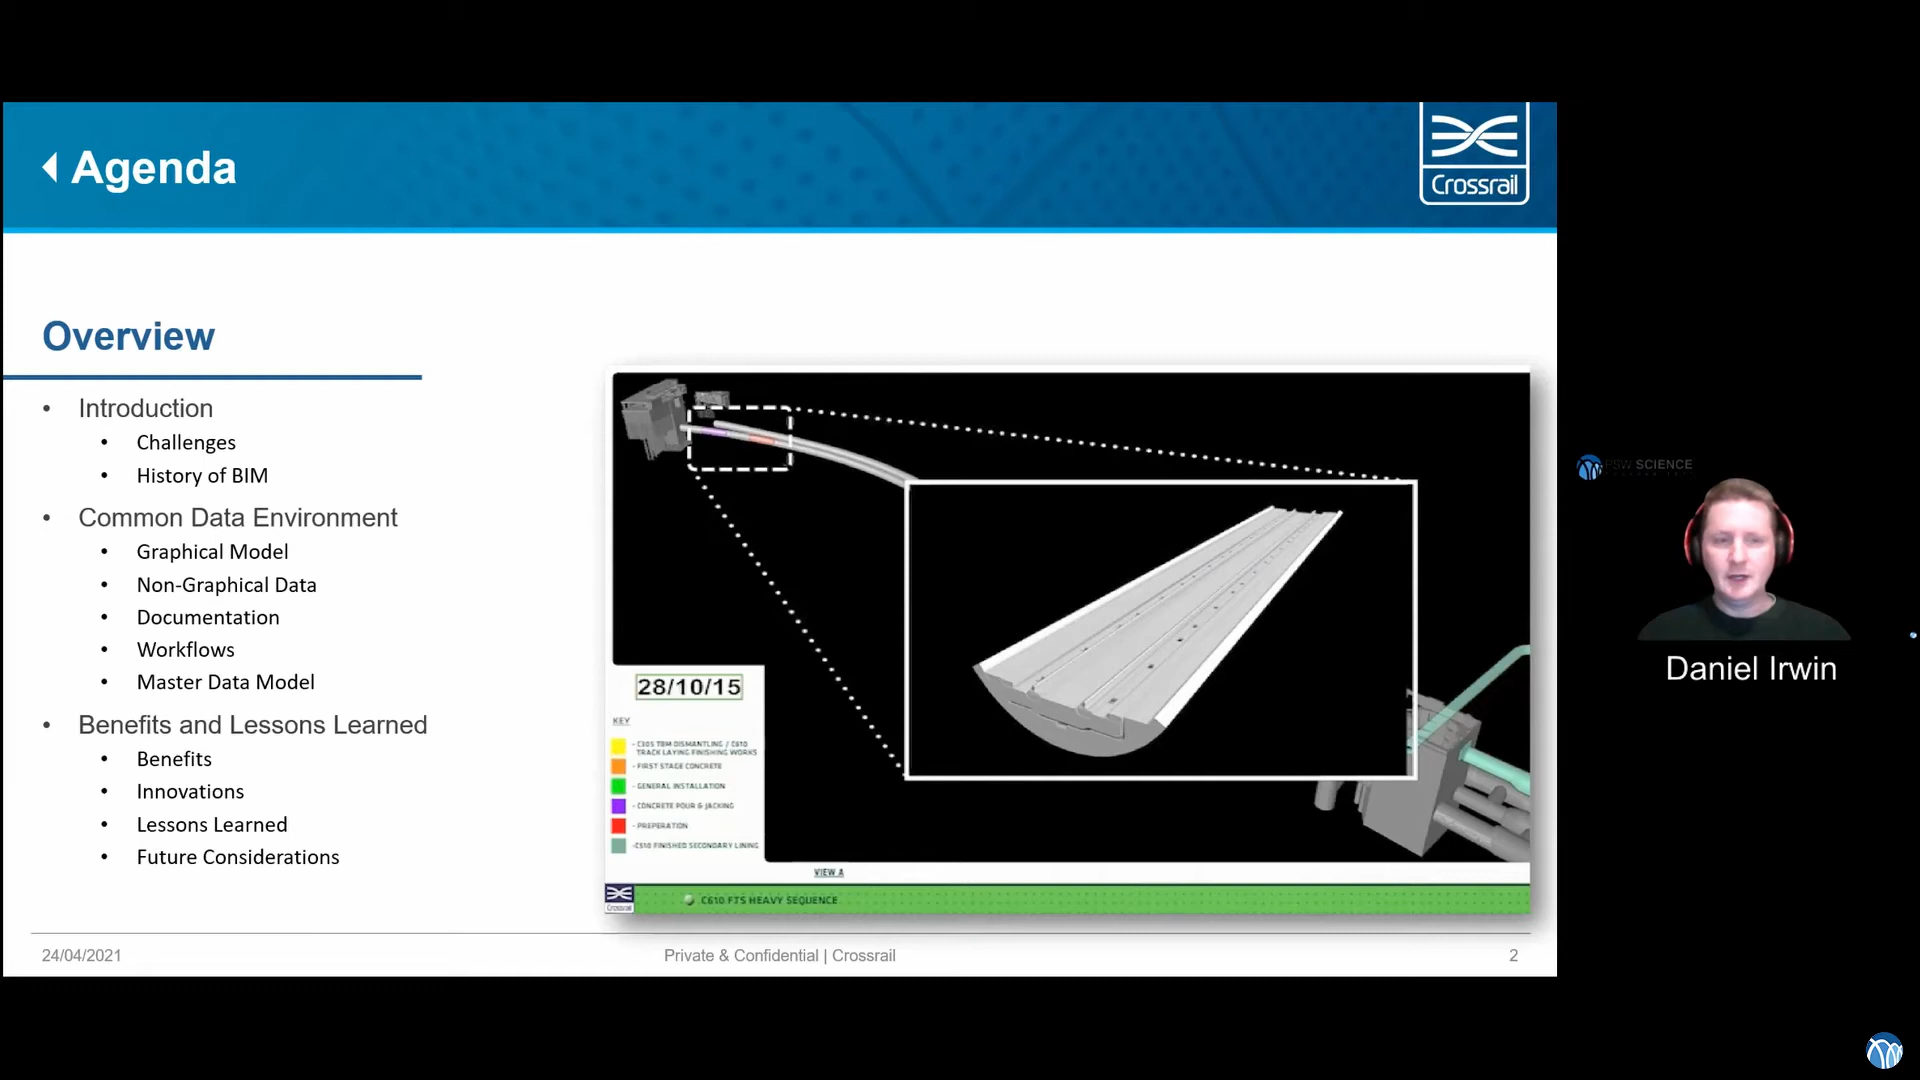 Agenda
Crossrail
Overview
• Introduction
• Challenges
• History of BIM
• Common Data Environment
• Graphical Model
• Non-Graphical Data
• Documentation
• Workflows
• Master Data Model
• Benefits and Lessons Learned
• Benefits
• Innovations
• Lessons Learned
• Future Considerations
28/10/15
KEY
- C305 TBM DISMANTLING / C610
TRACK LAYING FINISHING WORKS
- FIRST STAGE CONCRETE
- GENERAL INSTALLATION
- CONCRETE POUR & JACKING
- PREPERATION
-C510 FINISHED SECONDARY LINING
VIEW A
Crossrail
C610 FTS HEAVY SEQUENCE
24/04/2021
Private & Confidential | Crossrail
2
PSW SCIENCE
Daniel Irwin